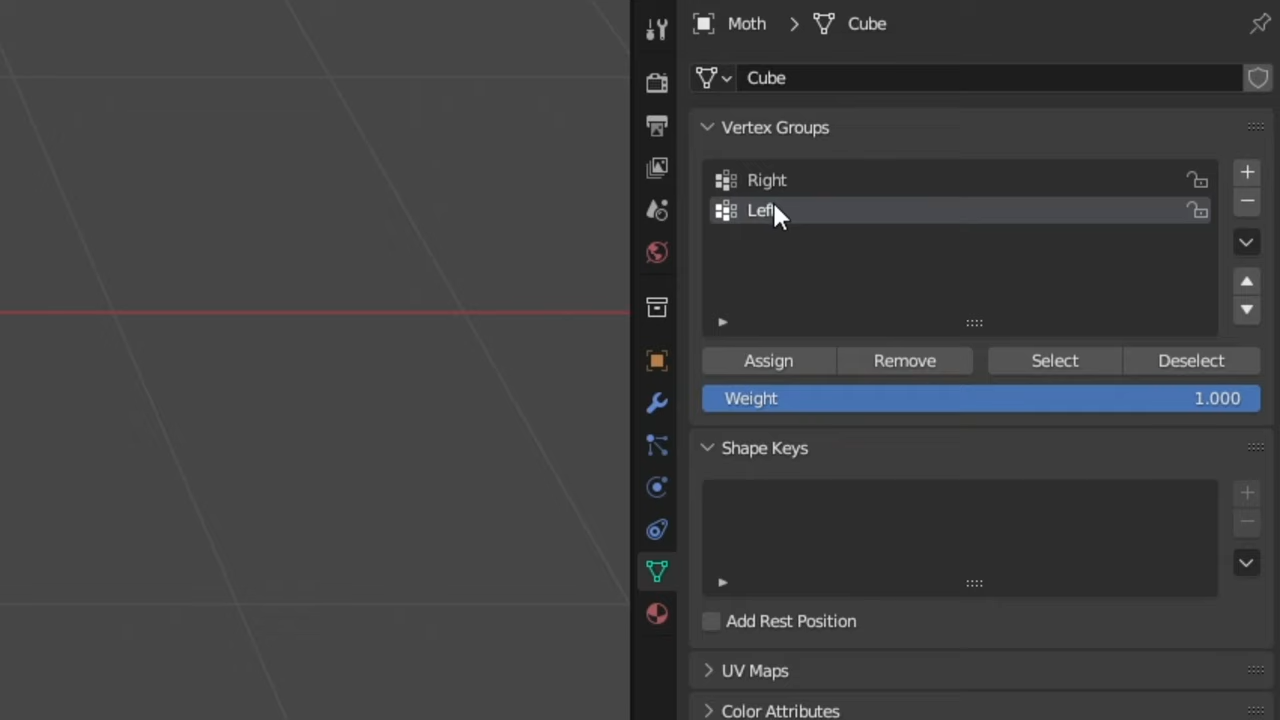 Moth > Cube
Cube
Vertex Groups
Right
Left
Assign Remove Select Deselect
Weight 1.000
Shape Keys
Add Rest Position
UV Maps
Color Attributes